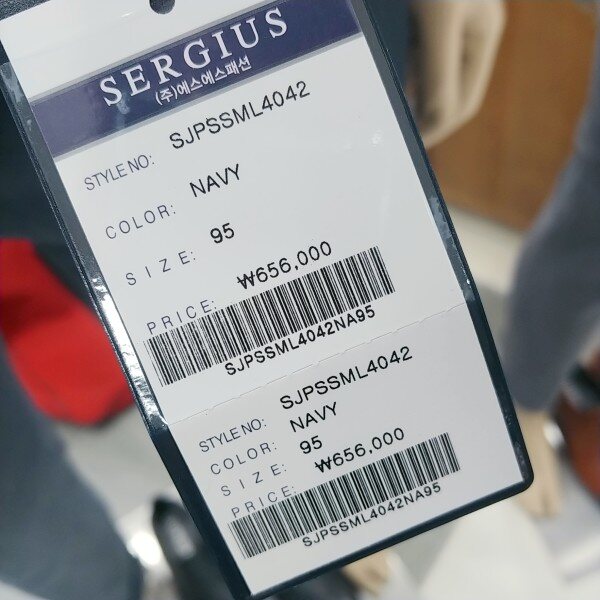 SERGIUS
(주)에스에스패션
STYLE NO: SJPSSML4042
COLOR: NAVY
SIZE: 95
PRICE: ₩656,000
SJPSSML4042NA95
STYLE NO: SJPSSML4042
COLOR: NAVY
SIZE: 95
PRICE: ₩656,000
SJPSSML4042NA95